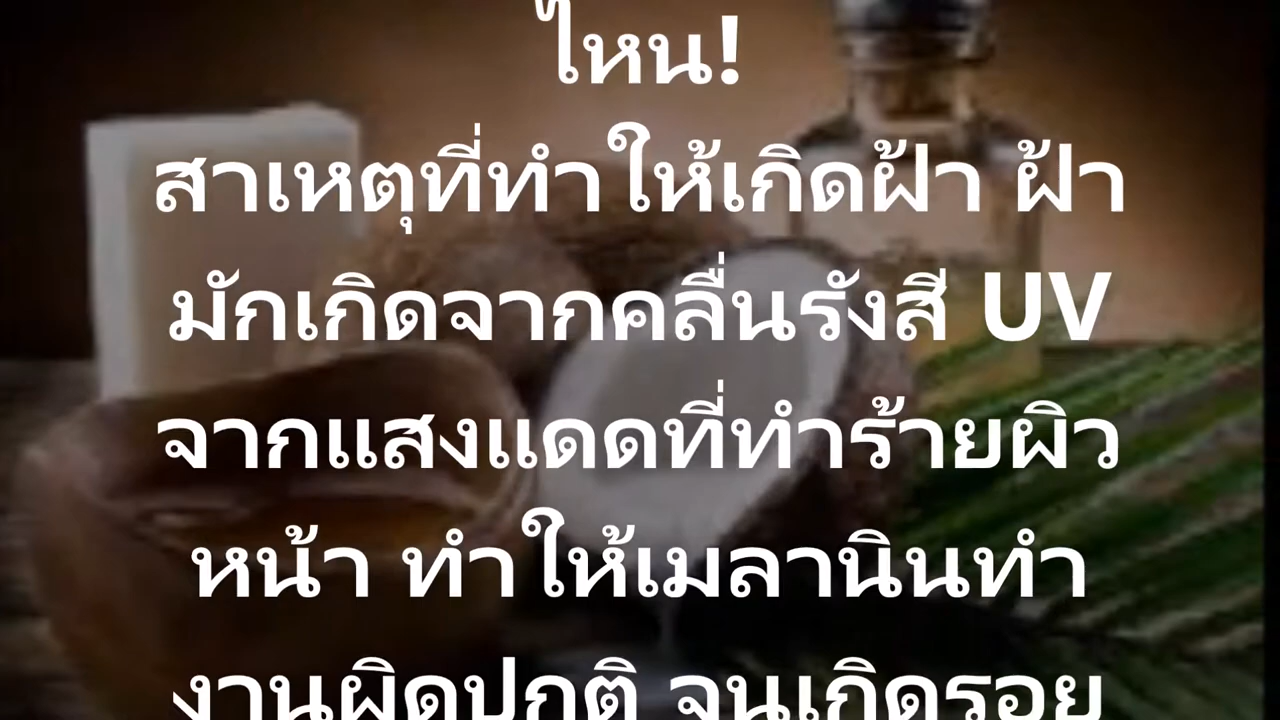 ไหน!
สาเหตุที่ทำให้เกิดฝ้า ฝ้า
มักเกิดจากคลื่นรังสี UV
จากแสงแดดที่ทำร้ายผิว
หน้า ทำให้เมลานินทำ
งานผิดปกติ จนเกิดรอย